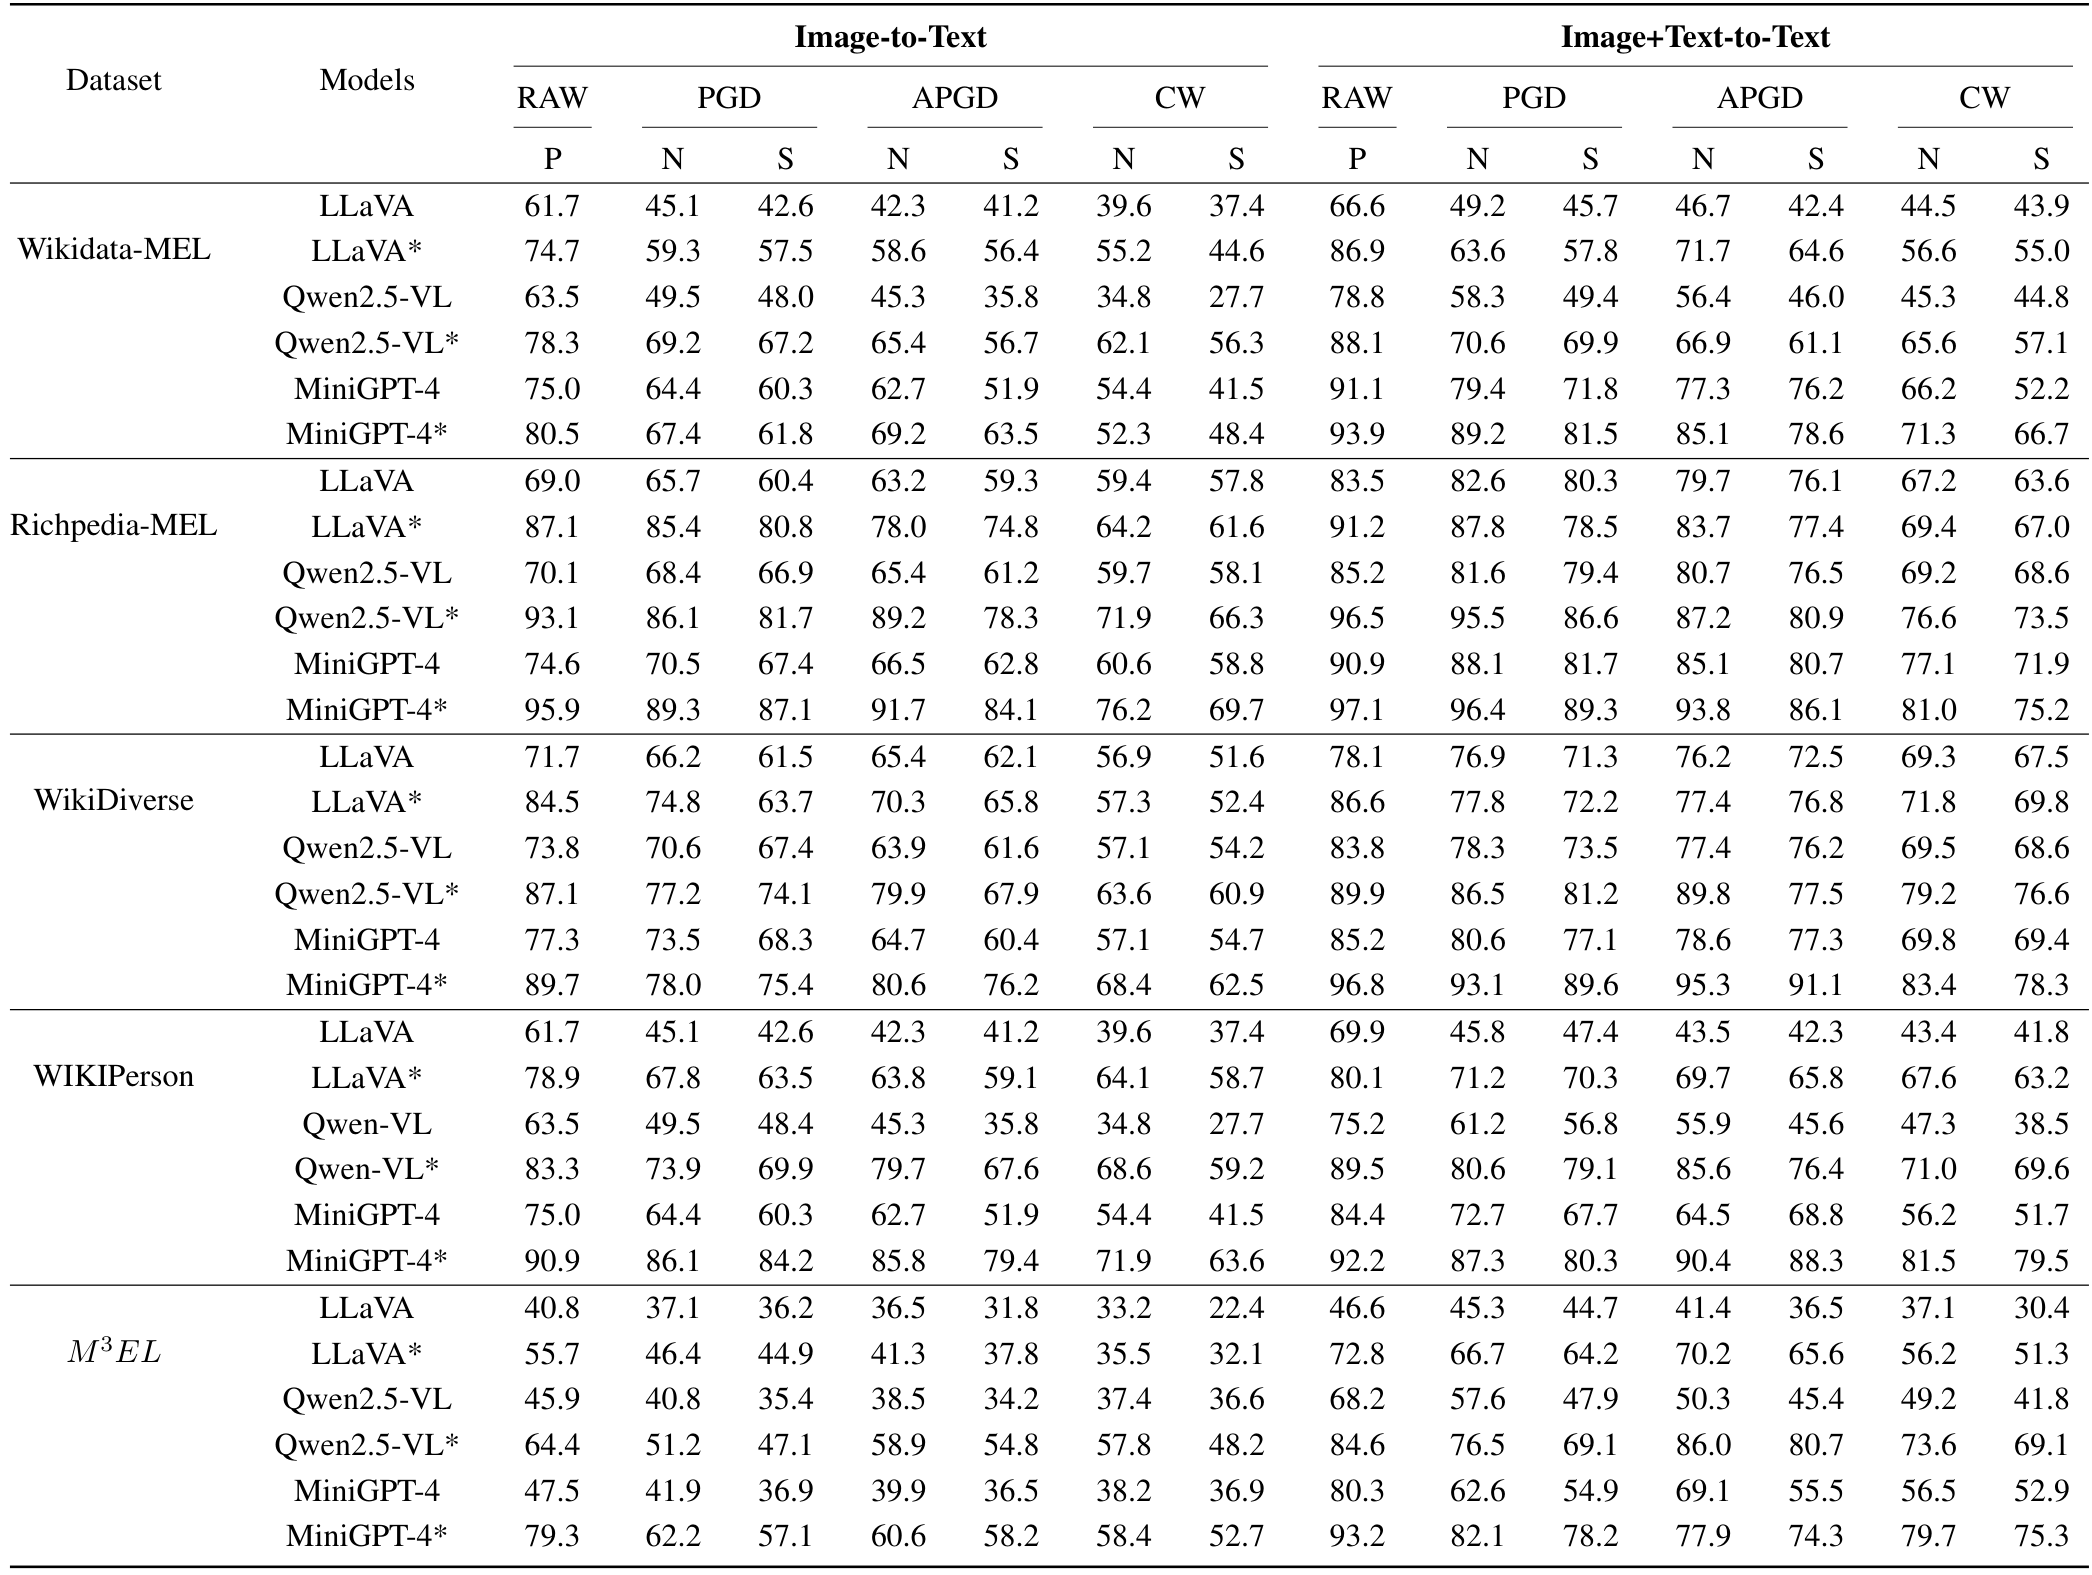 Image-to-Text Image+Text-to-Text
Dataset Models
RAW PGD APGD CW RAW PGD APGD CW
P N S N S N S P N S N S N S
LLaVA 61.7 45.1 42.6 42.3 41.2 39.6 37.4 66.6 49.2 45.7 46.7 42.4 44.5 43.9
Wikidata-MEL LLaVA* 74.7 59.3 57.5 58.6 56.4 55.2 44.6 86.9 63.6 57.8 71.7 64.6 56.6 55.0
Qwen2.5-VL 63.5 49.5 48.0 45.3 35.8 34.8 27.7 78.8 58.3 49.4 56.4 46.0 45.3 44.8
Qwen2.5-VL* 78.3 69.2 67.2 65.4 56.7 62.1 56.3 88.1 70.6 69.9 66.9 61.1 65.6 57.1
MiniGPT-4 75.0 64.4 60.3 62.7 51.9 54.4 41.5 91.1 79.4 71.8 77.3 76.2 66.2 52.2
MiniGPT-4* 80.5 67.4 61.8 69.2 63.5 52.3 48.4 93.9 89.2 81.5 85.1 78.6 71.3 66.7
LLaVA 69.0 65.7 60.4 63.2 59.3 59.4 57.8 83.5 82.6 80.3 79.7 76.1 67.2 63.6
Richpedia-MEL LLaVA* 87.1 85.4 80.8 78.0 74.8 64.2 61.6 91.2 87.8 78.5 83.7 77.4 69.4 67.0
Qwen2.5-VL 70.1 68.4 66.9 65.4 61.2 59.7 58.1 85.2 81.6 79.4 80.7 76.5 69.2 68.6
Qwen2.5-VL* 93.1 86.1 81.7 89.2 78.3 71.9 66.3 96.5 95.5 86.6 87.2 80.9 76.6 73.5
MiniGPT-4 74.6 70.5 67.4 66.5 62.8 60.6 58.8 90.9 88.1 81.7 85.1 80.7 77.1 71.9
MiniGPT-4* 95.9 89.3 87.1 91.7 84.1 76.2 69.7 97.1 96.4 89.3 93.8 86.1 81.0 75.2
LLaVA 71.7 66.2 61.5 65.4 62.1 56.9 51.6 78.1 76.9 71.3 76.2 72.5 69.3 67.5
WikiDiverse LLaVA* 84.5 74.8 63.7 70.3 65.8 57.3 52.4 86.6 77.8 72.2 77.4 76.8 71.8 69.8
Qwen2.5-VL 73.8 70.6 67.4 63.9 61.6 57.1 54.2 83.8 78.3 73.5 77.4 76.2 69.5 68.6
Qwen2.5-VL* 87.1 77.2 74.1 79.9 67.9 63.6 60.9 89.9 86.5 81.2 89.8 77.5 79.2 76.6
MiniGPT-4 77.3 73.5 68.3 64.7 60.4 57.1 54.7 85.2 80.6 77.1 78.6 77.3 69.8 69.4
MiniGPT-4* 89.7 78.0 75.4 80.6 76.2 68.4 62.5 96.8 93.1 89.6 95.3 91.1 83.4 78.3
LLaVA 61.7 45.1 42.6 42.3 41.2 39.6 37.4 69.9 45.8 47.4 43.5 42.3 43.4 41.8
WIKIPerson LLaVA* 78.9 67.8 63.5 63.8 59.1 64.1 58.7 80.1 71.2 70.3 69.7 65.8 67.6 63.2
Qwen-VL 63.5 49.5 48.4 45.3 35.8 34.8 27.7 75.2 61.2 56.8 55.9 45.6 47.3 38.5
Qwen-VL* 83.3 73.9 69.9 79.7 67.6 68.6 59.2 89.5 80.6 79.1 85.6 76.4 71.0 69.6
MiniGPT-4 75.0 64.4 60.3 62.7 51.9 54.4 41.5 84.4 72.7 67.7 64.5 68.8 56.2 51.7
MiniGPT-4* 90.9 86.1 84.2 85.8 79.4 71.9 63.6 92.2 87.3 80.3 90.4 88.3 81.5 79.5
LLaVA 40.8 37.1 36.2 36.5 31.8 33.2 22.4 46.6 45.3 44.7 41.4 36.5 37.1 30.4
M³EL LLaVA* 55.7 46.4 44.9 41.3 37.8 35.5 32.1 72.8 66.7 64.2 70.2 65.6 56.2 51.3
Qwen2.5-VL 45.9 40.8 35.4 38.5 34.2 37.4 36.6 68.2 57.6 47.9 50.3 45.4 49.2 41.8
Qwen2.5-VL* 64.4 51.2 47.1 58.9 54.8 57.8 48.2 84.6 76.5 69.1 86.0 80.7 73.6 69.1
MiniGPT-4 47.5 41.9 36.9 39.9 36.5 38.2 36.9 80.3 62.6 54.9 69.1 55.5 56.5 52.9
MiniGPT-4* 79.3 62.2 57.1 60.6 58.2 58.4 52.7 93.2 82.1 78.2 77.9 74.3 79.7 75.3